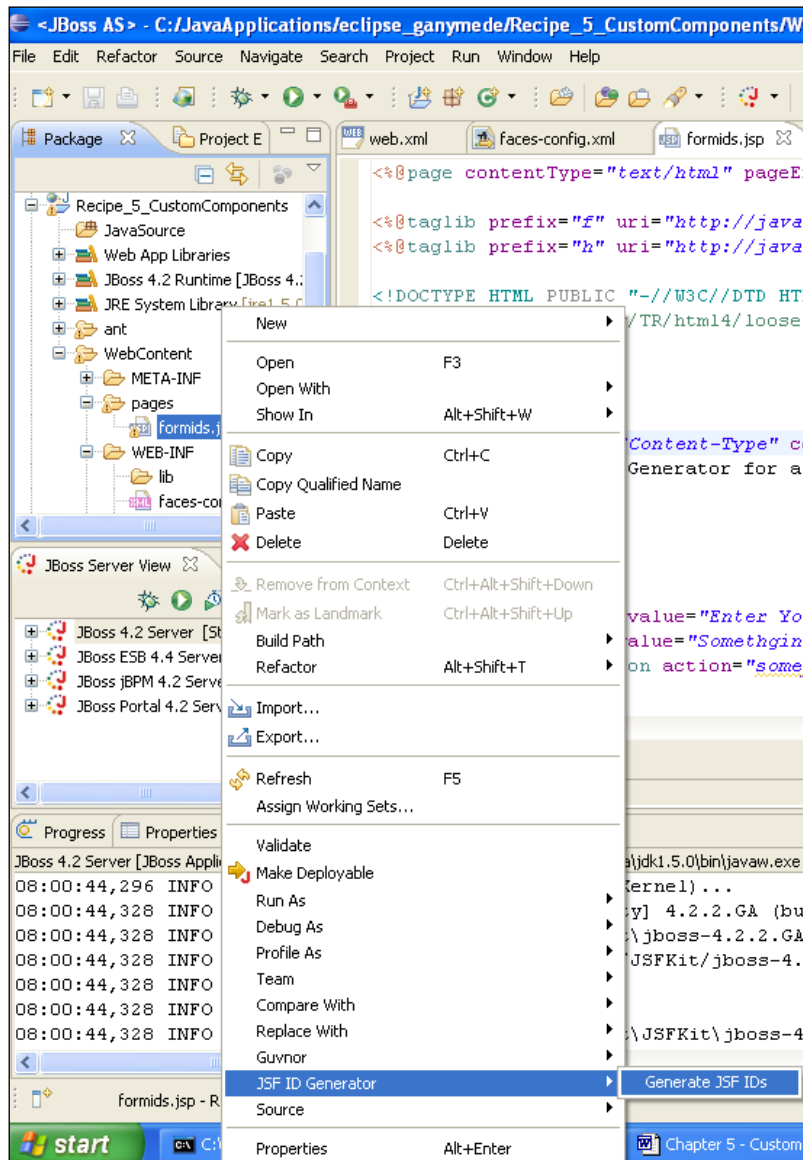 <JBoss AS> - C:/JavaApplications/eclipse_ganymede/Recipe_5_CustomComponents/W
File Edit Refactor Source Navigate Search Project Run Window Help
Package Project E web.xml faces-config.xml formids.jsp
<%@page contentType="text/html" pageE
Recipe_5_CustomComponents
JavaSource
<%@taglib prefix="f" uri="http://java
<%@taglib prefix="h" uri="http://java
Web App Libraries
JBoss 4.2 Runtime [JBoss 4.:
<!DOCTYPE HTML PUBLIC "-//W3C//DTD HT
JRE System Library [jre1.5.0
/TR/html4/loose
ant
WebContent
META-INF
pages
formids.j
WEB-INF
lib
faces-co
New
Open F3
Open With
Show In Alt+Shift+W
Copy Ctrl+C
Copy Qualified Name
Paste Ctrl+V
Delete Delete
Remove from Context Ctrl+Alt+Shift+Down
Mark as Landmark Ctrl+Alt+Shift+Up
Build Path
Refactor Alt+Shift+T
Import...
Export...
Refresh F5
Assign Working Sets...
Validate
Make Deployable
Run As
Debug As
Profile As
Team
Compare With
Replace With
Guvnor
JSF ID Generator
Generate JSF IDs
Source
Properties Alt+Enter
Content-Type" c
Generator for a
value="Enter Yo
alue="Somethgin
on action="some
JBoss Server View
JBoss 4.2 Server [St
JBoss ESB 4.4 Server
JBoss jBPM 4.2 Serve
JBoss Portal 4.2 Serv
Progress Properties
JBoss 4.2 Server [JBoss Appli
a\jdk1.5.0\bin\javaw.exe
08:00:44,296 INFO
Kernel)...
08:00:44,328 INFO
y] 4.2.2.GA (bu
08:00:44,328 INFO
\jboss-4.2.2.GA
08:00:44,328 INFO
JSFKit/jboss-4.
08:00:44,328 INFO
08:00:44,328 INFO
08:00:44,328 INFO
\JSFKit\jboss-4
formids.jsp - R
start
C:\
Chapter 5 - Custom